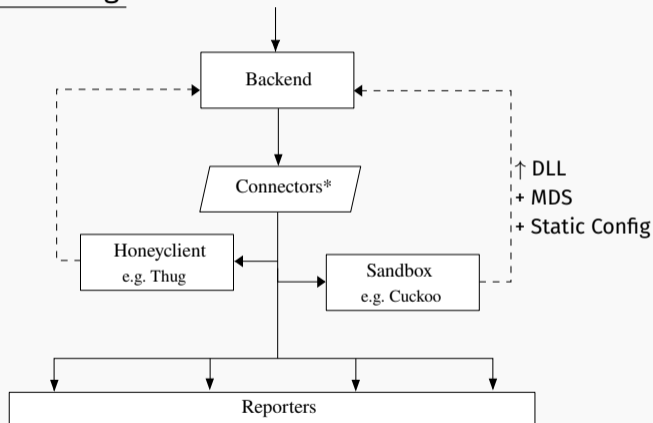 Backend
Connectors*
↑ DLL
+ MDS
+ Static Config
Honeyclient
e.g. Thug
Sandbox
e.g. Cuckoo
Reporters